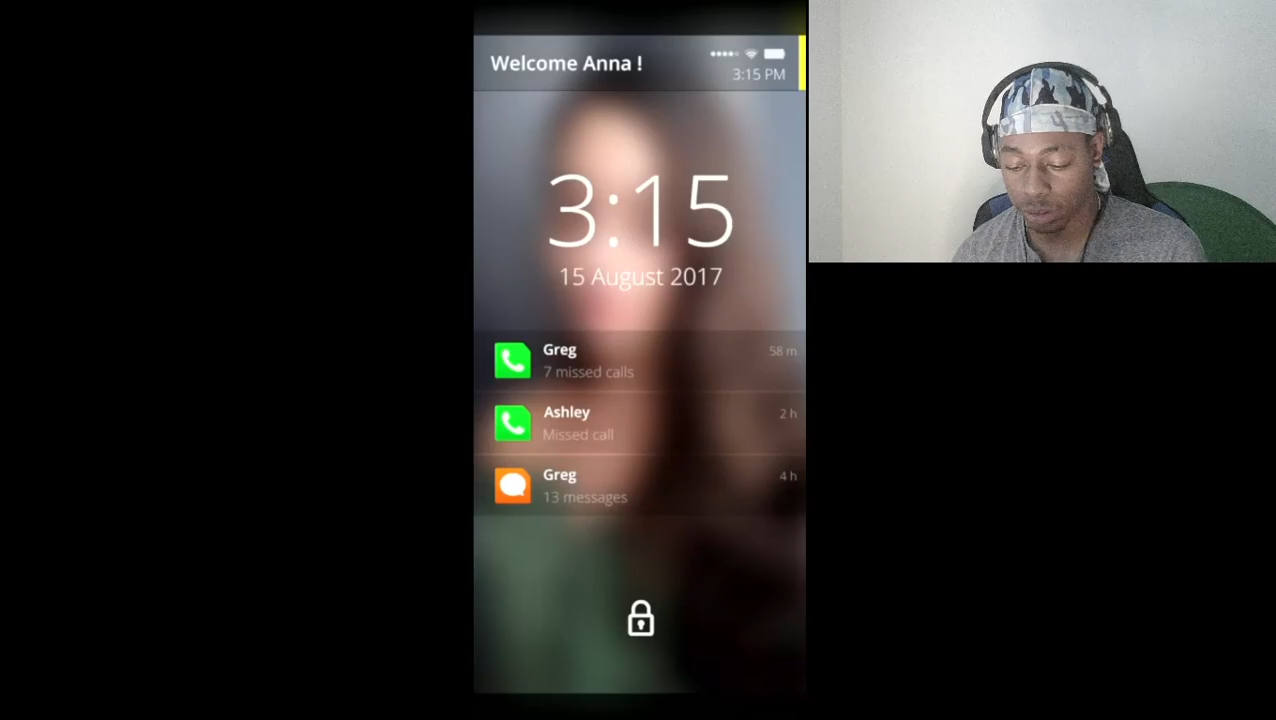 Welcome Anna !
3:15 PM
3:15
15 August 2017
Greg
58 m
7 missed calls
Ashley
2 h
Missed call
Greg
4 h
13 messages